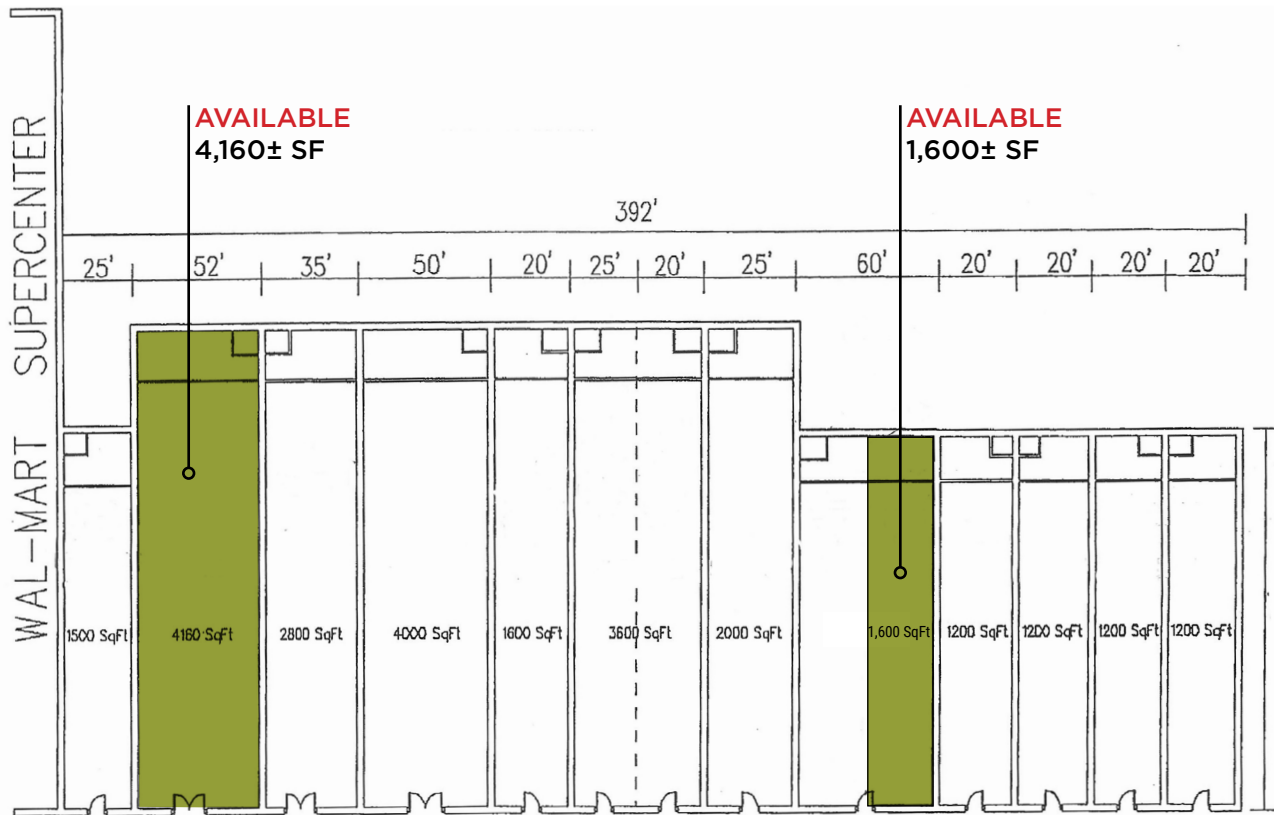 WAL-MART SUPERCENTER
AVAILABLE
4,160± SF
AVAILABLE
1,600± SF
392'
25' 52' 35' 50' 20' 25' 20' 25' 60' 20' 20' 20' 20'
1500 SqFt 4160 SqFt 2800 SqFt 4000 SqFt 1600 SqFt 3600 SqFt 2000 SqFt 1,600 SqFt 1200 SqFt 1200 SqFt 1200 SqFt 1200 SqFt